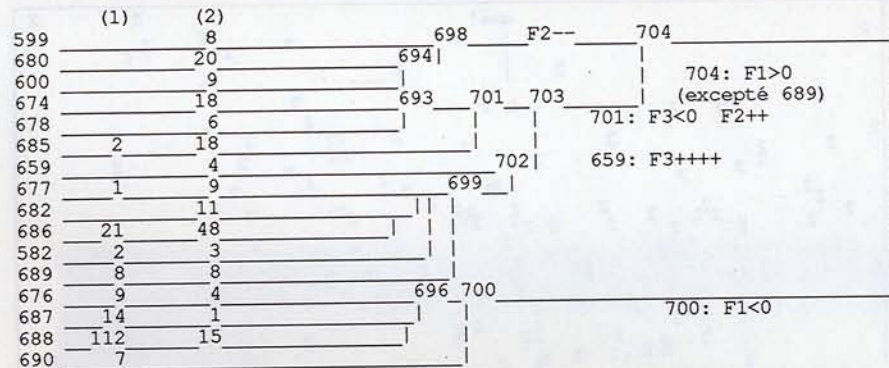 (1) (2)
599 8 698 F2-- 704
680 20 694
600 9 704: F1>0
674 18 693 701 703 (excepté 689)
678 6 701: F3<0 F2++
685 2 18
659 4 702 659: F3++++
677 1 9 699
682 11
686 21 48
582 2 3
689 8 8
676 9 4 696 700
687 14 1 700: F1<0
688 112 15
690 7